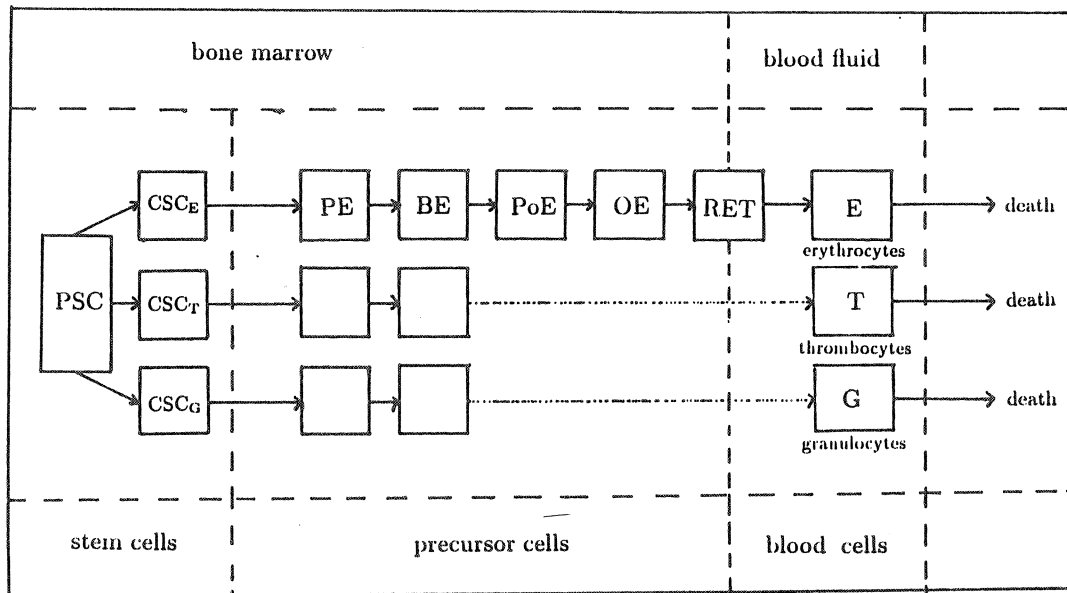 bone marrow
blood fluid
CSC_E
PE
BE
PoE
OE
RET
E
death
erythrocytes
PSC
CSC_T
T
death
thrombocytes
CSC_G
G
death
granulocytes
stem cells
precursor cells
blood cells